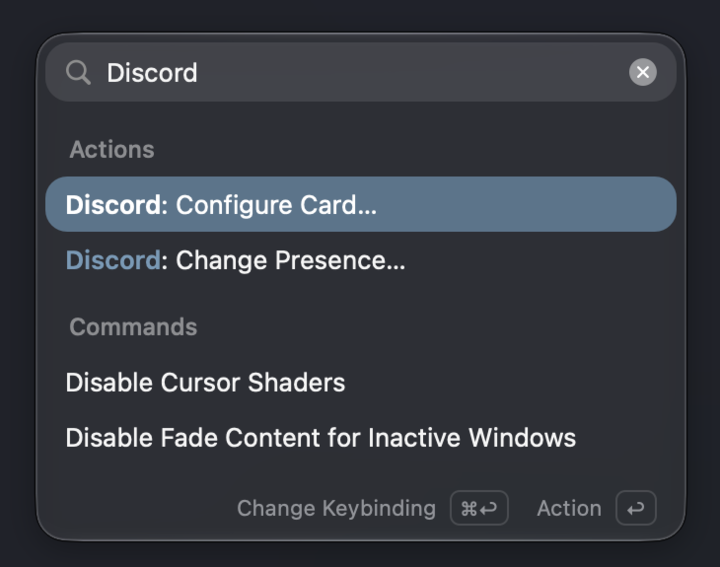 Discord
Actions
Discord: Configure Card...
Discord: Change Presence...
Commands
Disable Cursor Shaders
Disable Fade Content for Inactive Windows
Change Keybinding ⌘↩ Action ↩